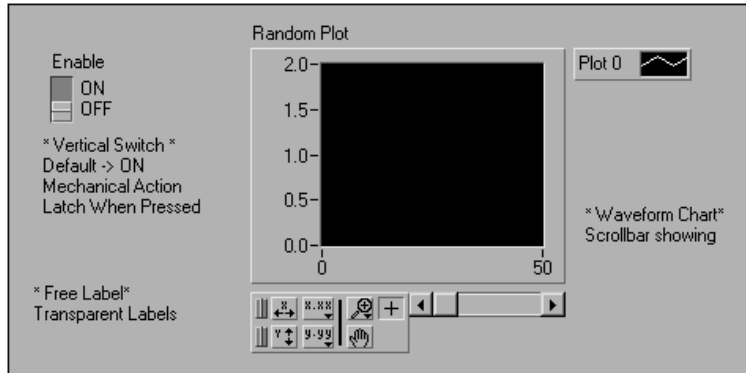 Random Plot
Enable
ON
OFF
* Vertical Switch *
Default -> ON
Mechanical Action
Latch When Pressed
* Free Label*
Transparent Labels
2.0
1.5
1.0
0.5
0.0
0
50
Plot 0
* Waveform Chart*
Scrollbar showing
X
X.XX
Y
Y.YY